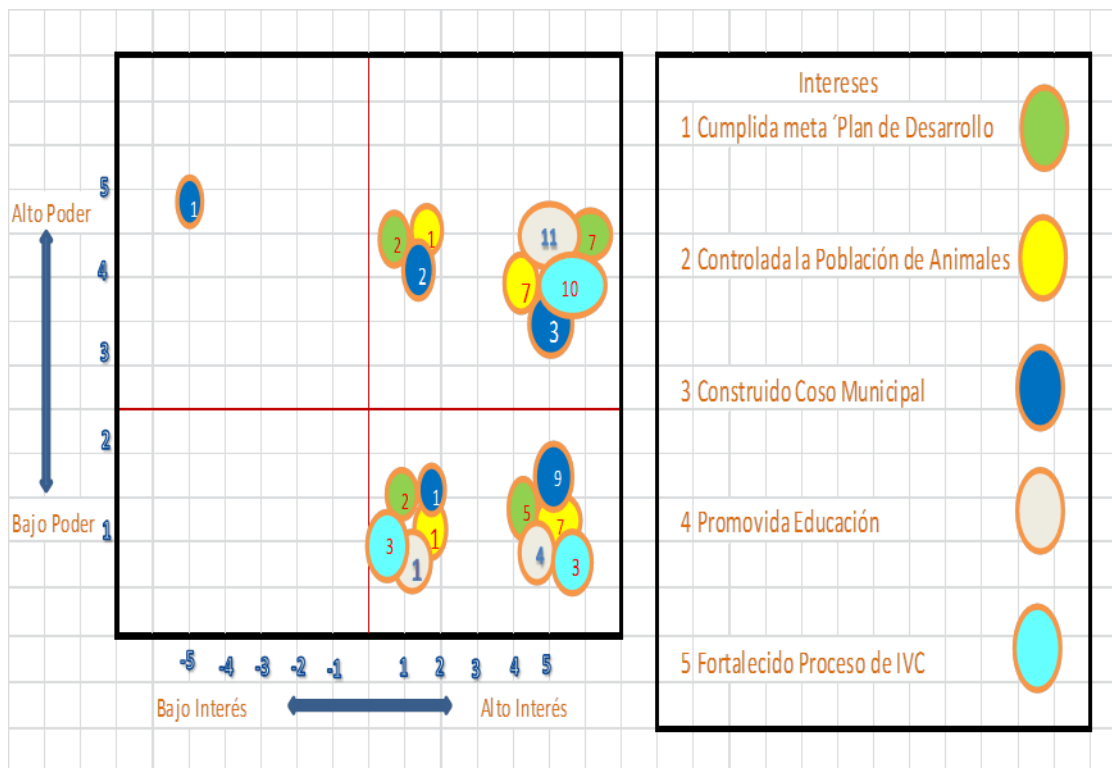 5
Alto Poder
4
3
2
Bajo Poder
1
1
2
1
2
11
7
7
10
3
2
1
1
3
1
9
5
7
4
3
-5 -4 -3 -2 -1 1 2 3 4 5
Bajo Interés
Alto Interés
Intereses
1 Cumplida meta ´Plan de Desarrollo
2 Controlada la Población de Animales
3 Construido Coso Municipal
4 Promovida Educación
5 Fortalecido Proceso de IVC